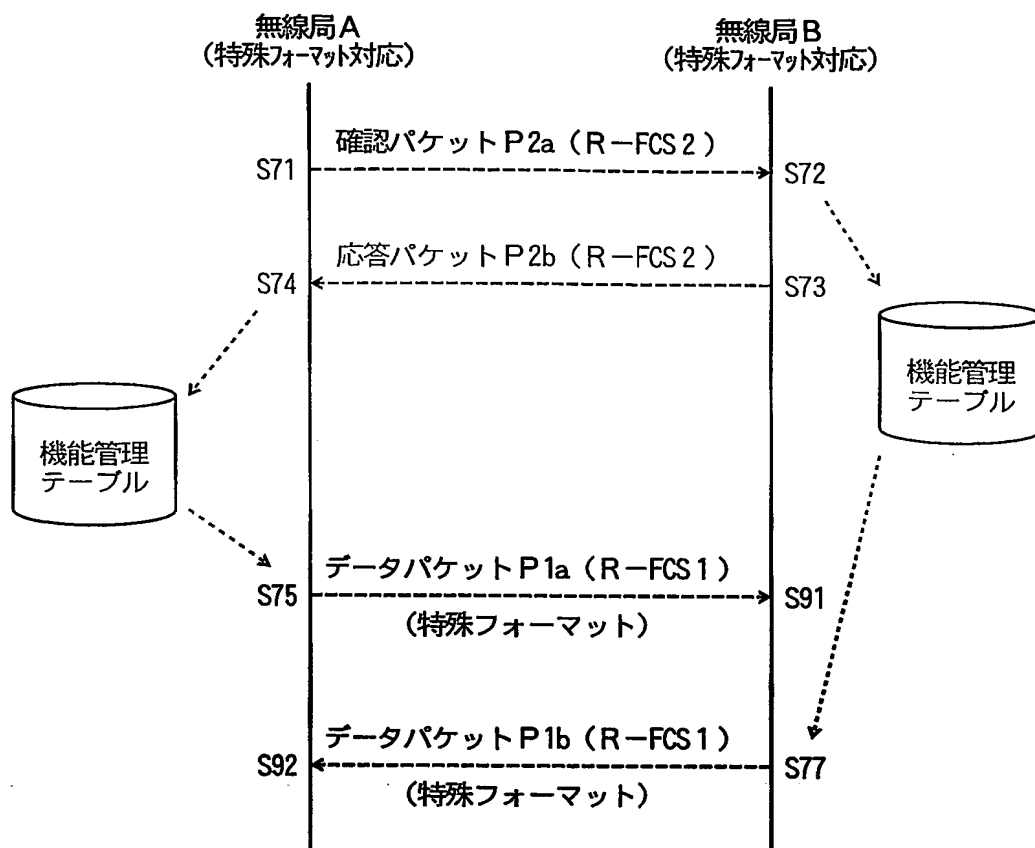 無線局A
(特殊フォーマット対応)
無線局B
(特殊フォーマット対応)
確認パケットP2a(R-FCS2)
S71
S72
応答パケットP2b(R-FCS2)
S74
S73
機能管理
テーブル
機能管理
テーブル
データパケットP1a(R-FCS1)
S75
S91
(特殊フォーマット)
データパケットP1b(R-FCS1)
S92
S77
(特殊フォーマット)